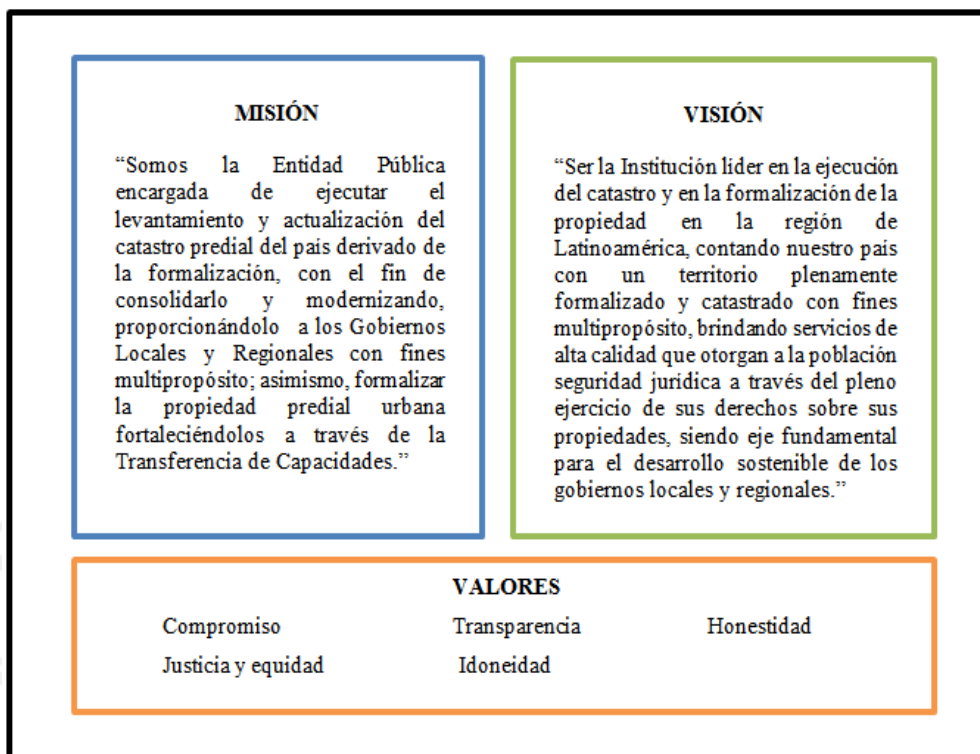 MISIÓN
“Somos la Entidad Pública
encargada de ejecutar el
levantamiento y actualización del
catastro predial del país derivado de
la formalización, con el fin de
consolidarlo y modernizando,
proporcionándolo a los Gobiernos
Locales y Regionales con fines
multipropósito; asimismo, formalizar
la propiedad predial urbana
fortaleciéndolos a través de la
Transferencia de Capacidades.”
VISIÓN
“Ser la Institución líder en la ejecución
del catastro y en la formalización de la
propiedad en la región de
Latinoamérica, contando nuestro país
con un territorio plenamente
formalizado y catastrado con fines
multipropósito, brindando servicios de
alta calidad que otorgan a la población
seguridad jurídica a través del pleno
ejercicio de sus derechos sobre sus
propiedades, siendo eje fundamental
para el desarrollo sostenible de los
gobiernos locales y regionales.”
VALORES
Compromiso Transparencia Honestidad
Justicia y equidad Idoneidad